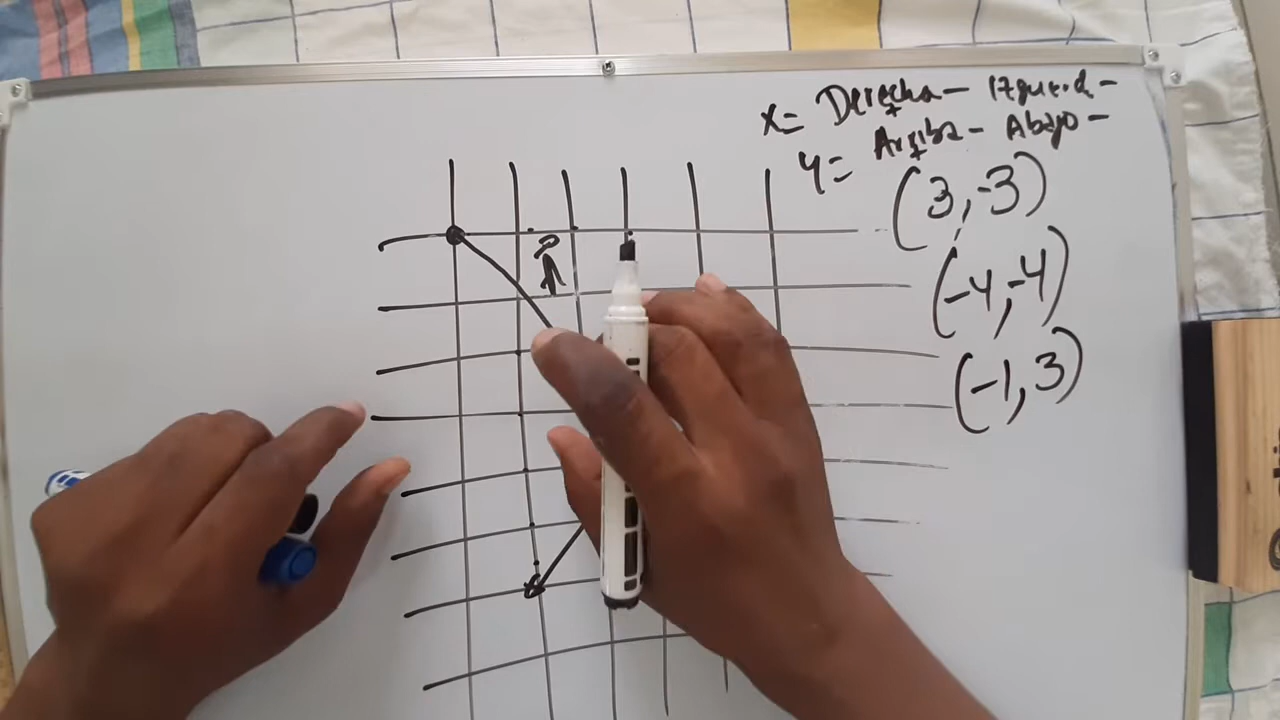 x= Derecha- Izquierd-
+
y= Arriba- Abajo-
+
(3,-3)
(-4,-4)
(-1,3)